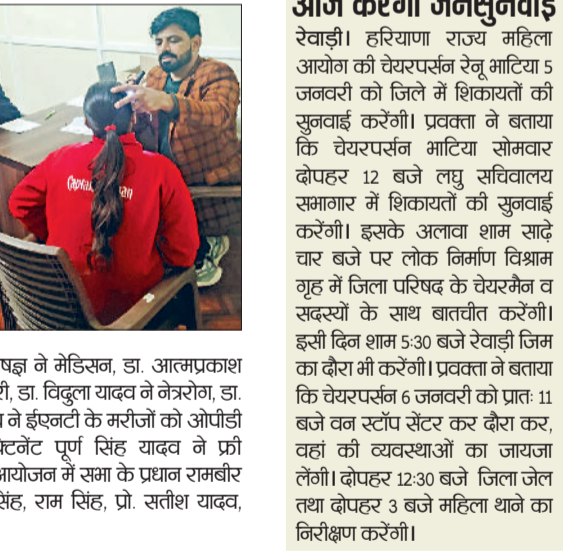 आज करेंगी जनसुनवाई
रेवाड़ी। हरियाणा राज्य महिला
आयोग की चेयरपर्सन रेनू भाटिया 5
जनवरी को जिले में शिकायतों की
सुनवाई करेंगी। प्रवक्ता ने बताया
कि चेयरपर्सन भाटिया सोमवार
दोपहर 12 बजे लघु सचिवालय
सभागार में शिकायतों की सुनवाई
करेंगी। इसके अलावा शाम साढ़े
चार बजे पर लोक निर्माण विश्राम
गृह में जिला परिषद के चेयरमैन व
सदस्यों के साथ बातचीत करेंगी।
इसी दिन शाम 5:30 बजे रेवाड़ी जिम
का दौरा भी करेंगी। प्रवक्ता ने बताया
कि चेयरपर्सन 6 जनवरी को प्रातः 11
बजे वन स्टॉप सेंटर कर दौरा कर,
वहां की व्यवस्थाओं का जायजा
लेंगी। दोपहर 12:30 बजे जिला जेल
तथा दोपहर 3 बजे महिला थाने का
निरीक्षण करेंगी।
ने मेडिसन, डा. आत्मप्रकाश
डा. विदुला यादव ने नेत्ररोग, डा.
ने ईएनटी के मरीजों को ओपीडी
पूर्ण सिंह यादव ने फ्री
आयोजन में सभा के प्रधान रामबीर
सिंह, राम सिंह, प्रो. सतीश यादव,